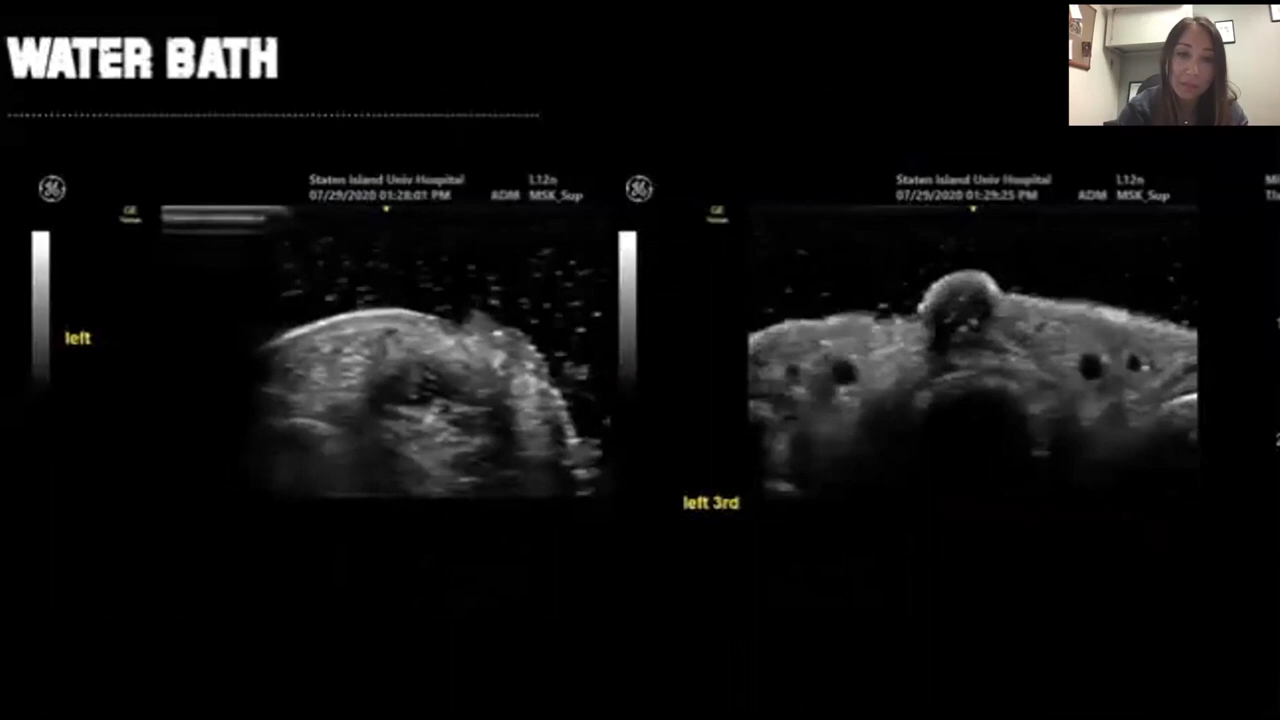 WATER BATH
Staten Island Univ Hospital
07/29/2020 01:28:01 PM
ADM
L12n
MSK_Sup
left
Staten Island Univ Hospital
07/29/2020 01:29:25 PM
ADM
L12n
MSK_Sup
left 3rd